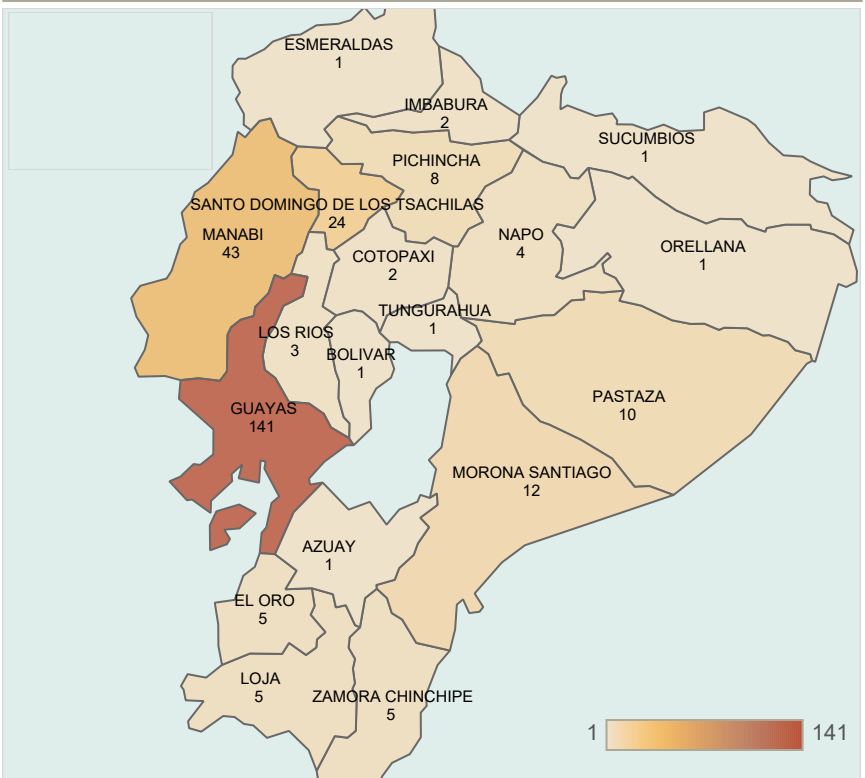 ESMERALDAS
1
IMBABURA
2
SUCUMBIOS
1
PICHINCHA
8
SANTO DOMINGO DE LOS TSACHILAS
24
MANABI
43
NAPO
4
ORELLANA
1
COTOPAXI
2
TUNGURAHUA
1
LOS RIOS
3
BOLIVAR
1
PASTAZA
10
GUAYAS
141
MORONA SANTIAGO
12
AZUAY
1
EL ORO
5
LOJA
5
ZAMORA CHINCHIPE
5
1 141